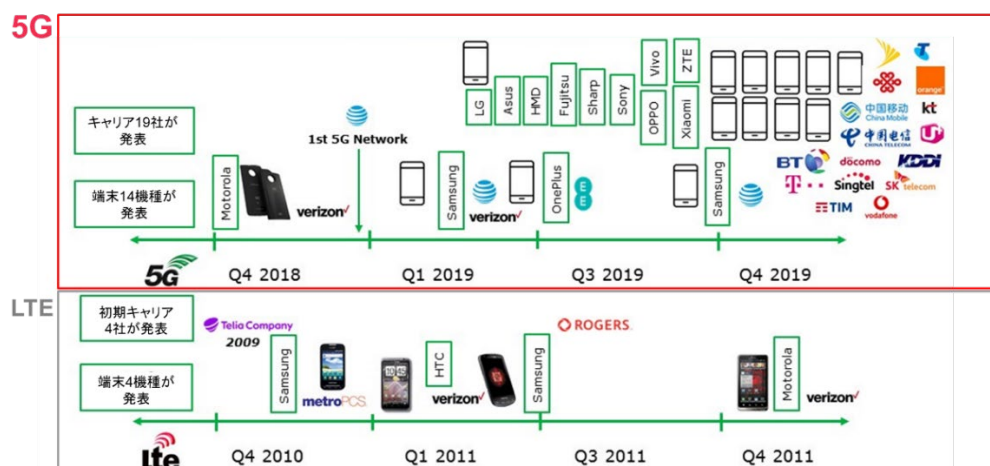 5G
キャリア19社が
発表
端末14機種が
発表
1st 5G Network
Motorola
verizon
Samsung
verizon
LG
Asus
HMD
Fujitsu
Sharp
Sony
Vivo
OPPO
ZTE
Xiaomi
OnePlus
EE
Samsung
orange
中国移动
China Mobile
kt
中国电信
CHINA TELECOM
U
BT
döcomo
KDDI
T
Singtel
SK telecom
TIM
vodafone
5G
Q4 2018
Q1 2019
Q3 2019
Q4 2019
LTE
初期キャリア
4社が発表
端末4機種が
発表
Telia Company
2009
Samsung
metroPCS.
HTC
verizon
Samsung
ROGERS
Motorola
verizon
lte
Q4 2010
Q1 2011
Q3 2011
Q4 2011